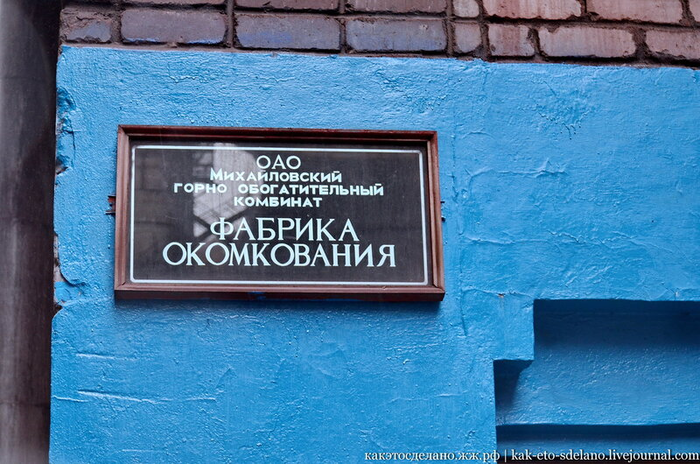 ОАО
Михайловский
горно обогатительный
комбинат
ФАБРИКА
ОКОМКОВАНИЯ
какэтосделано.жж.рф | kak-eto-sdelano.livejournal.com